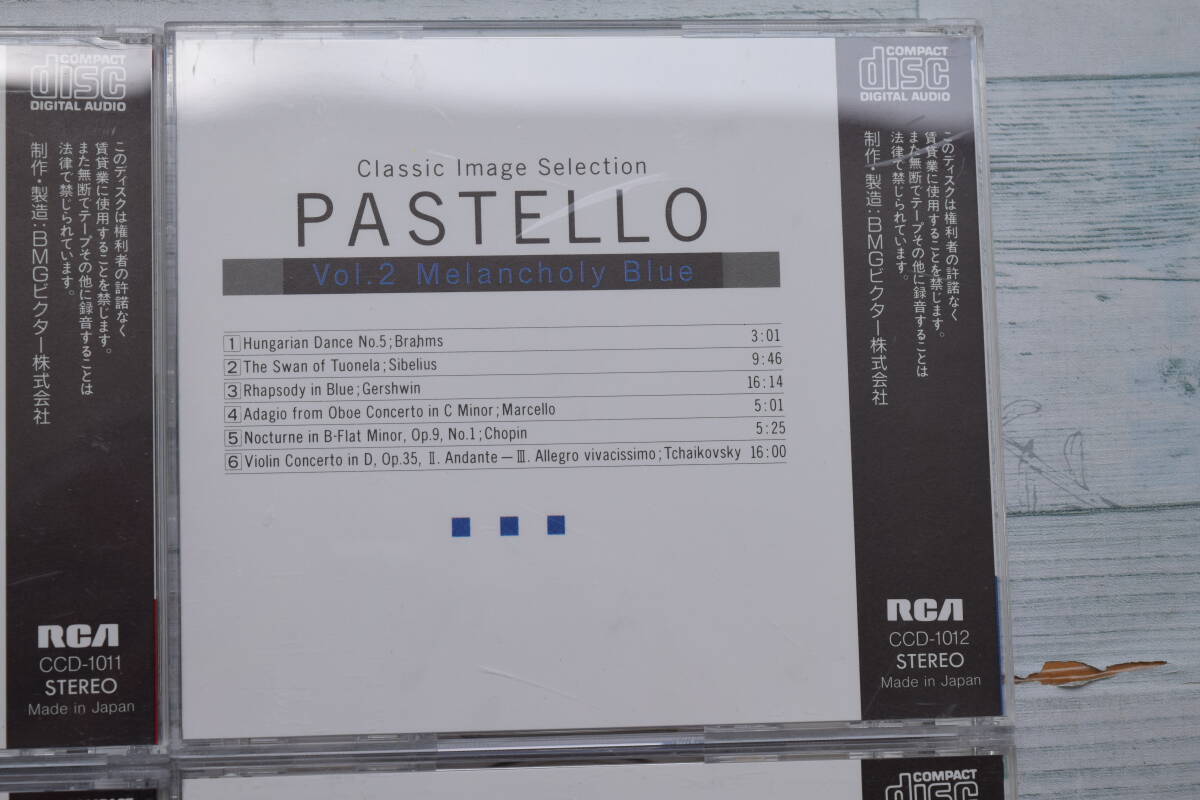 COMPACT
disc
DIGITAL AUDIO
このディスクは権利者の許諾なく
賃貸業に使用することを禁じます。
また無断でテープその他に録音することは
法律で禁じられています。
制作・製造:BMGビクター株式会社
RCA
CCD-1011
STEREO
Made in Japan
Classic Image Selection
PASTELLO
Vol.2 Melancholy Blue
1 Hungarian Dance No.5;Brahms 3:01
2 The Swan of Tuonela;Sibelius 9:46
3 Rhapsody in Blue;Gershwin 16:14
4 Adagio from Oboe Concerto in C Minor;Marcello 5:01
5 Nocturne in B-Flat Minor, Op.9, No.1;Chopin 5:25
6 Violin Concerto in D, Op.35, II. Andante—III. Allegro vivacissimo;Tchaikovsky 16:00
COMPACT
disc
DIGITAL AUDIO
このディスクは権利者の許諾なく
賃貸業に使用することを禁じます。
また無断でテープその他に録音することは
法律で禁じられています。
制作・製造:BMGビクター株式会社
RCA
CCD-1012
STEREO
Made in Japan
COMPACT
COMPACT
disc